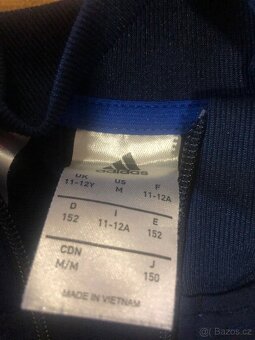 adidas
UK US F
11-12Y M 11-12A
D I E
152 11-12A 152
CDN J
M/M 150
MADE IN VIETNAM
Bazos.cz